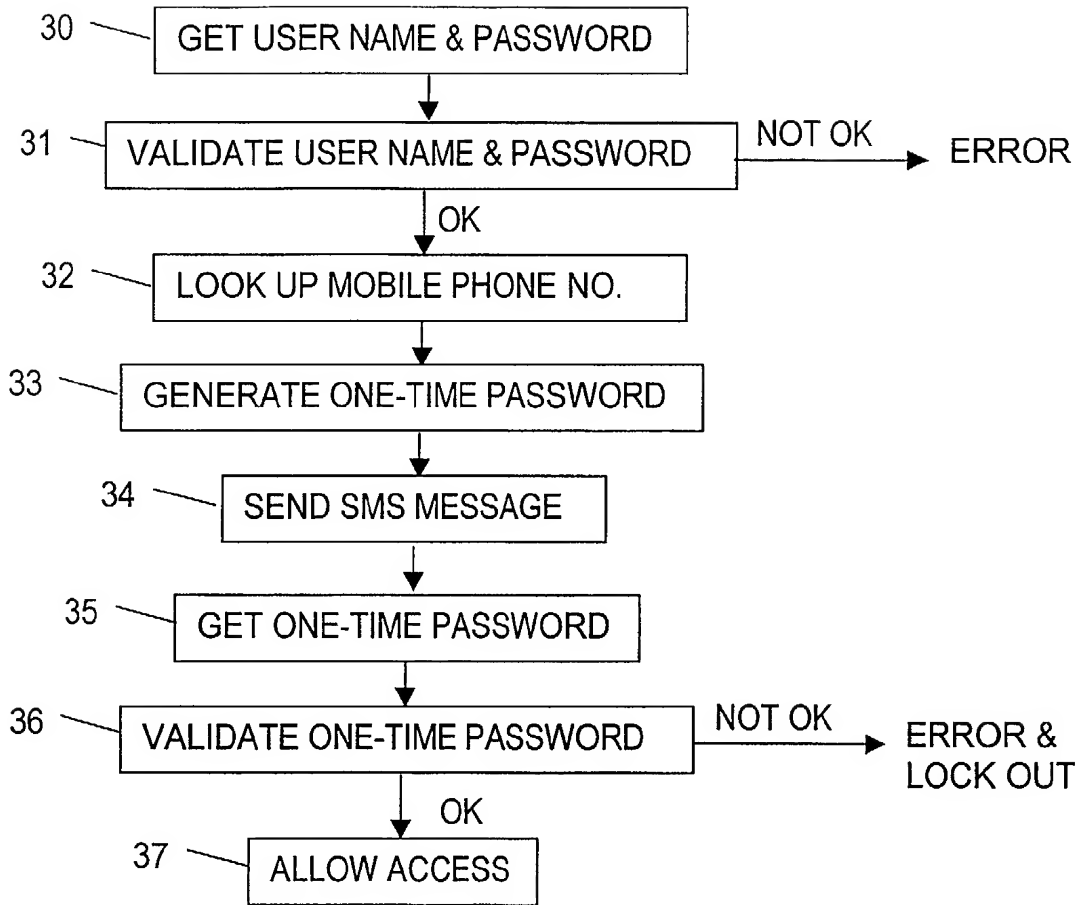 30
GET USER NAME & PASSWORD
31
VALIDATE USER NAME & PASSWORD
NOT OK
ERROR
OK
32
LOOK UP MOBILE PHONE NO.
33
GENERATE ONE-TIME PASSWORD
34
SEND SMS MESSAGE
35
GET ONE-TIME PASSWORD
36
VALIDATE ONE-TIME PASSWORD
NOT OK
ERROR &
LOCK OUT
OK
37
ALLOW ACCESS